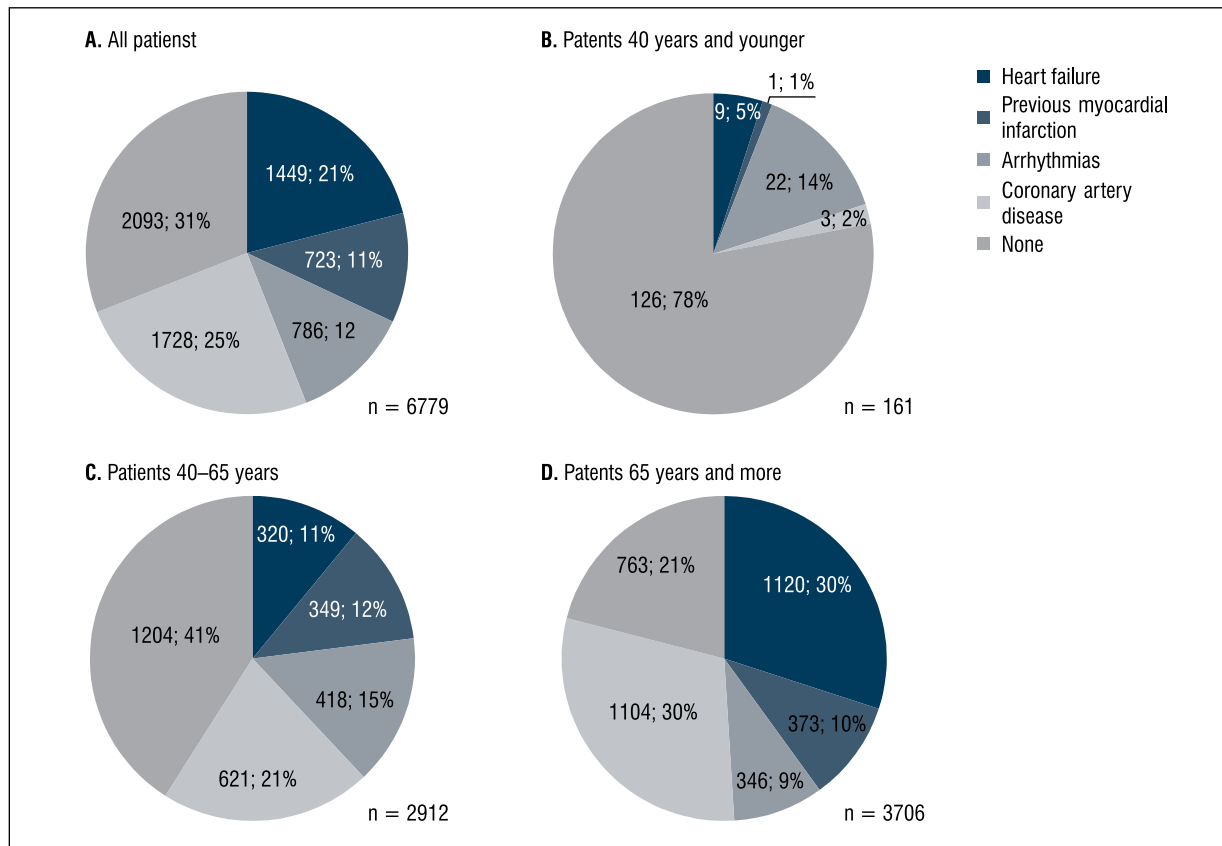 A. All patienst
1449; 21%
723; 11%
786; 12
1728; 25%
2093; 31%
n = 6779
B. Patents 40 years and younger
1; 1%
9; 5%
22; 14%
3; 2%
126; 78%
n = 161
Heart failure
Previous myocardial
infarction
Arrhythmias
Coronary artery
disease
None
C. Patients 40–65 years
320; 11%
349; 12%
418; 15%
621; 21%
1204; 41%
n = 2912
D. Patents 65 years and more
1120; 30%
373; 10%
346; 9%
1104; 30%
763; 21%
n = 3706